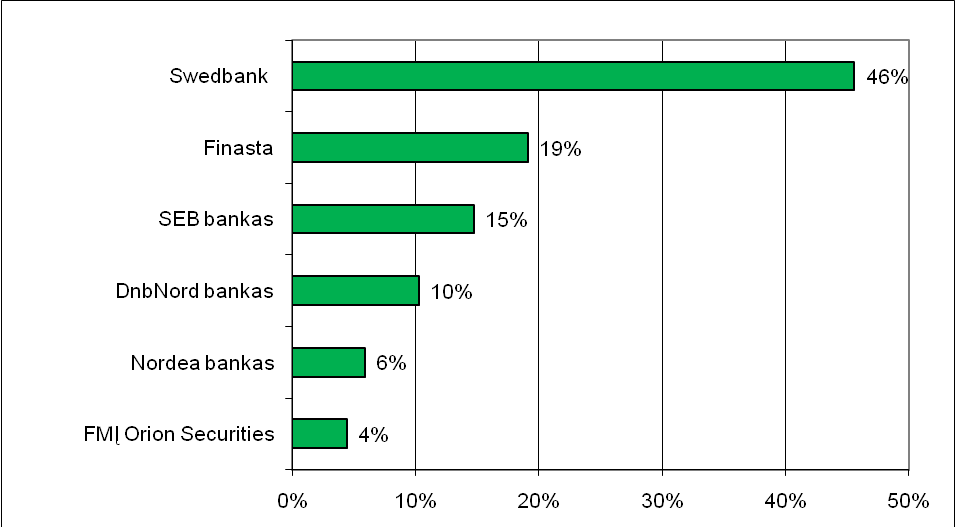 Swedbank 46%
Finasta 19%
SEB bankas 15%
DnbNord bankas 10%
Nordea bankas 6%
FMĮ Orion Securities 4%
0% 10% 20% 30% 40% 50%